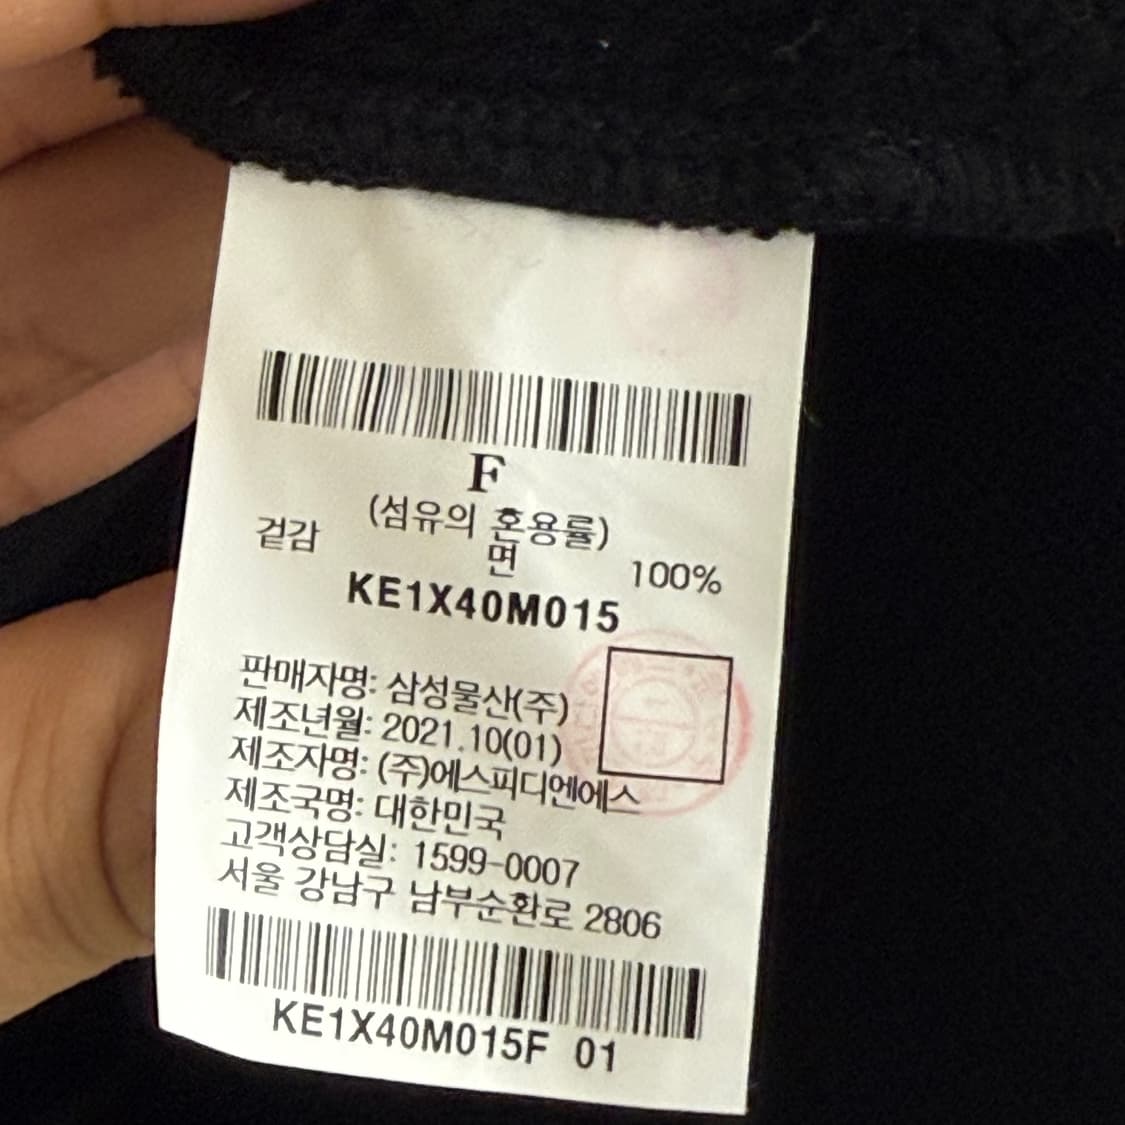 F
(섬유의 혼용률)
겉감 면 100%
KE1X40M015
판매자명: 삼성물산(주)
제조년월: 2021.10(01)
제조자명: (주)에스피디엔에스
제조국명: 대한민국
고객상담실: 1599-0007
서울 강남구 남부순환로 2806
KE1X40M015F 01